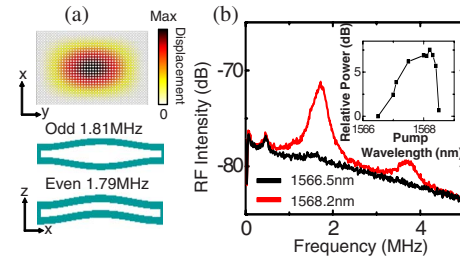 (a)
Max
Displacement
0
x
y
Odd 1.81MHz
Even 1.79MHz
z
x
(b)
RF Intensity (dB)
-70
-80
0
2
4
Frequency (MHz)
1566.5nm
1568.2nm
Relative Power (dB)
5
0
1566
1568
Pump
Wavelength (nm)